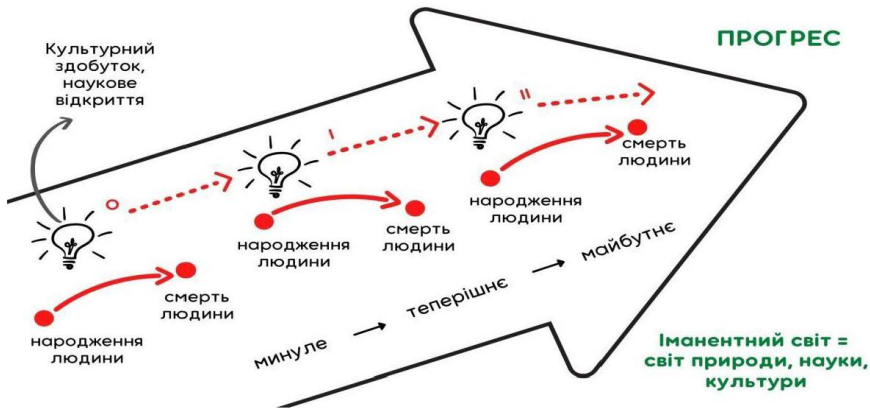 ПРОГРЕС
Культурний
здобуток,
наукове
відкриття
O
I
II
народження
людини
смерть
людини
народження
людини
смерть
людини
народження
людини
смерть
людини
минуле → теперішнє → майбутнє
Іманентний світ =
світ природи, науки,
культури